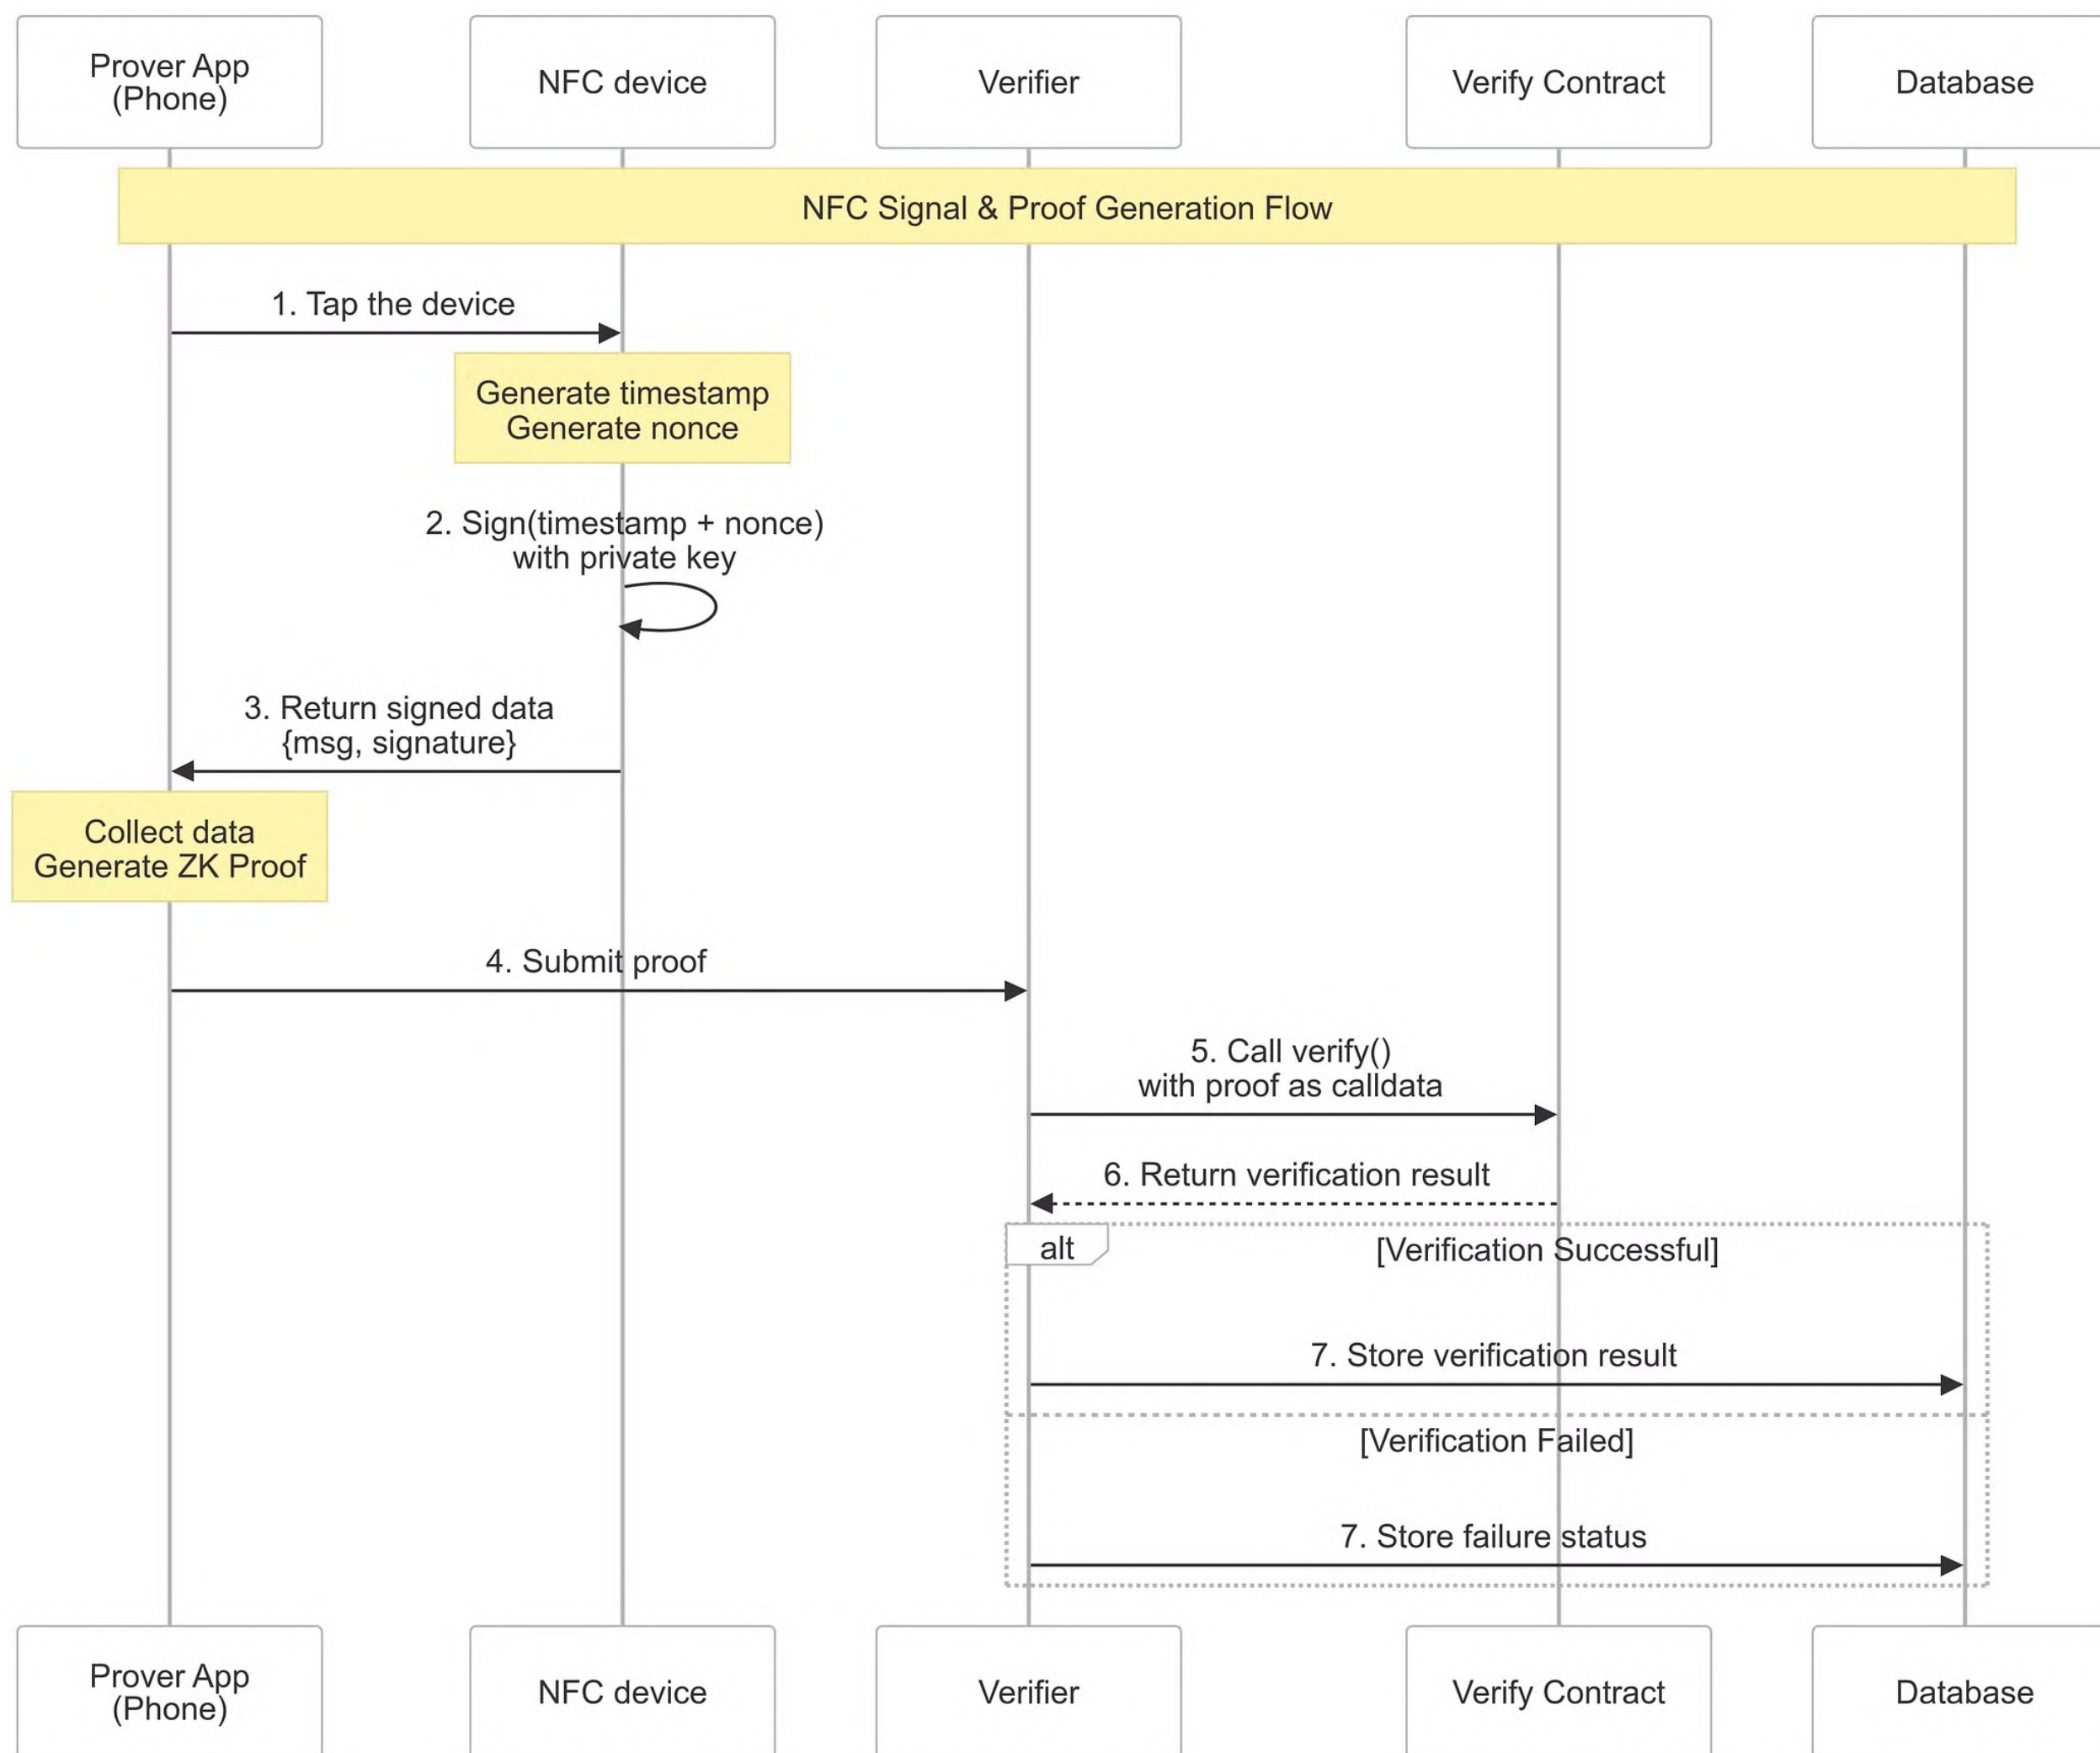 Prover App
(Phone)
NFC device
Verifier
Verify Contract
Database
NFC Signal & Proof Generation Flow
1. Tap the device
Generate timestamp
Generate nonce
2. Sign(timestamp + nonce)
with private key
3. Return signed data
{msg, signature}
Collect data
Generate ZK Proof
4. Submit proof
5. Call verify()
with proof as calldata
6. Return verification result
alt
[Verification Successful]
7. Store verification result
[Verification Failed]
7. Store failure status
Prover App
(Phone)
NFC device
Verifier
Verify Contract
Database